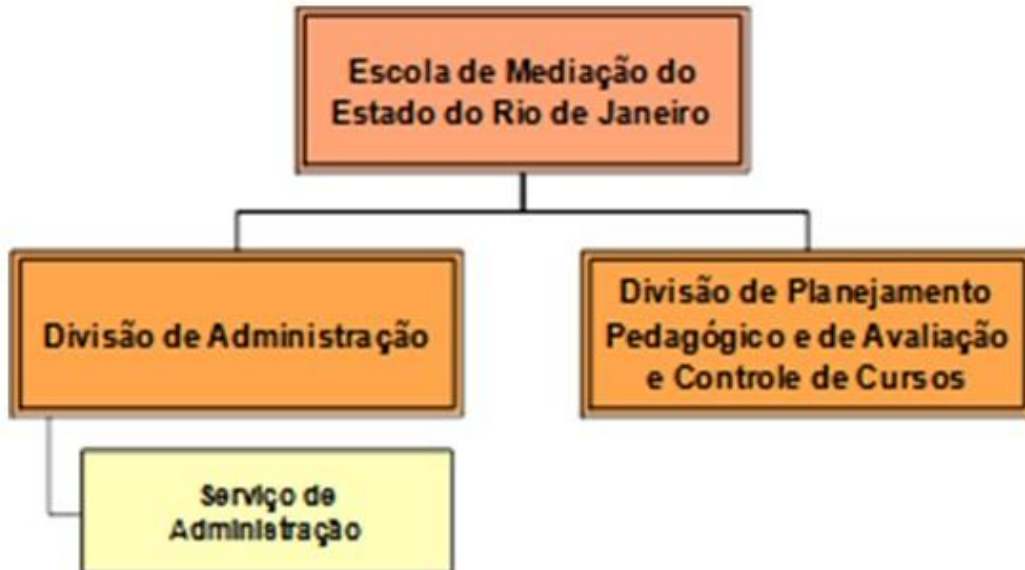 Escola de Mediação do
Estado do Rio de Janeiro
Divisão de Administração
Divisão de Planejamento
Pedagógico e de Avaliação
e Controle de Cursos
Serviço de
Administração